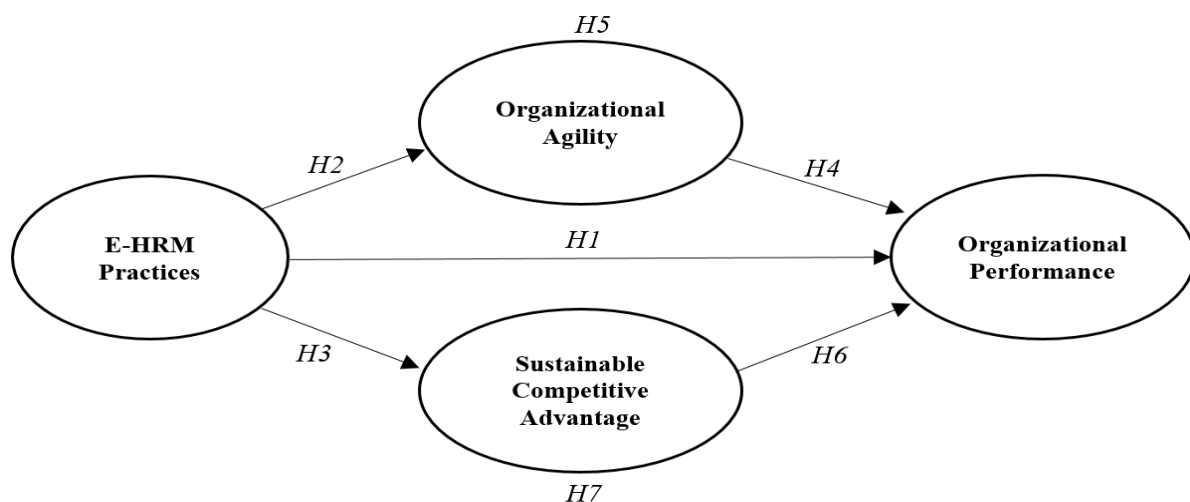 H5
Organizational
Agility
H2
H4
E-HRM
Practices
H1
Organizational
Performance
H3
Sustainable
Competitive
Advantage
H6
H7